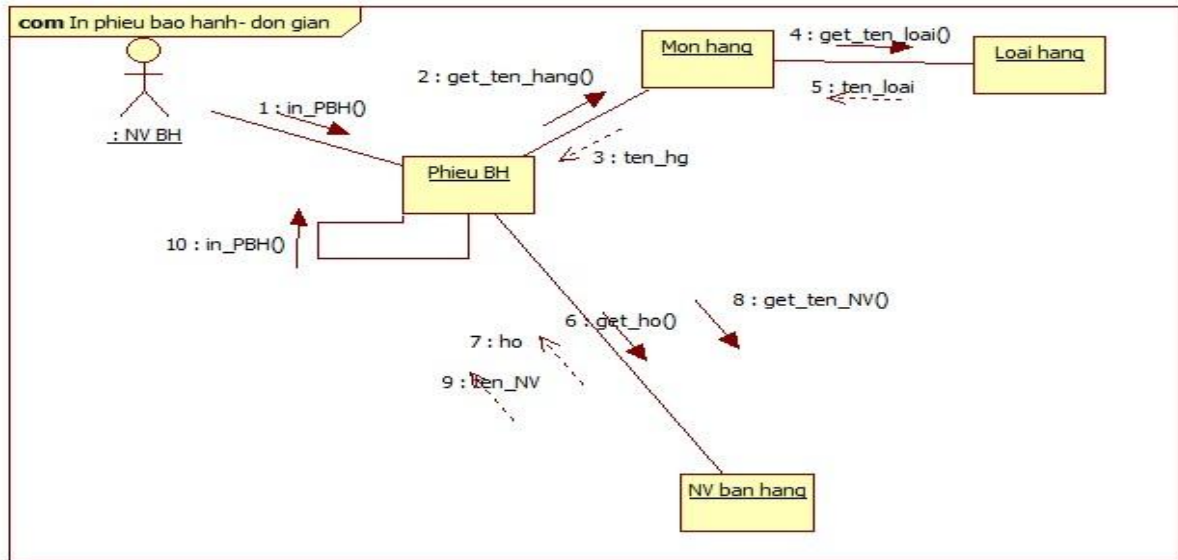 com In phieu bao hanh- don gian
: NV BH
1 : in_PBH()
2 : get_ten_hang()
Mon hang
4 : get_ten_loai()
Loai hang
5 : ten_loai
3 : ten_hg
Phieu BH
10 : in_PBH()
6 : get_ho()
8 : get_ten_NV()
7 : ho
9 : ten_NV
NV ban hang